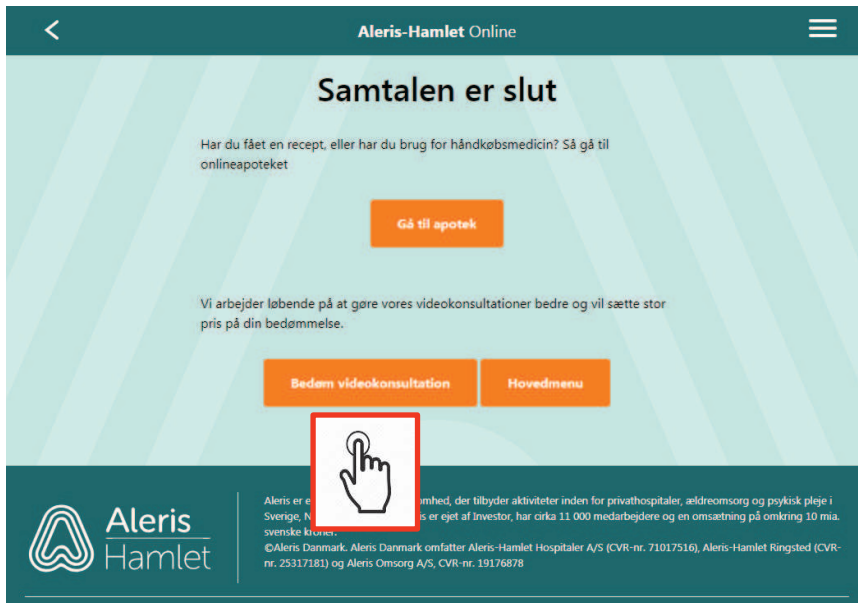 Aleris-Hamlet Online
Samtalen er slut
Har du fået en recept, eller har du brug for håndkøbsmedicin? Så gå til
onlineapoteket
Gå til apotek
Vi arbejder løbende på at gøre vores videokonsultationer bedre og vil sætte stor
pris på din bedømmelse.
Bedøm videokonsultation
Hovedmenu
Aleris
Hamlet
Aleris er der tilbyder aktiviteter inden for privathospitaler, ældreomsorg og psykisk pleje i
Sverige, er ejet af Investor, har cirka 11 000 medarbejdere og en omsætning på omkring 10 mia.
svenske kroner.
©Aleris Danmark. Aleris Danmark omfatter Aleris-Hamlet Hospitaler A/S (CVR-nr. 71017516), Aleris-Hamlet Ringsted (CVR-
nr. 25317181) og Aleris Omsorg A/S, CVR-nr. 19176878